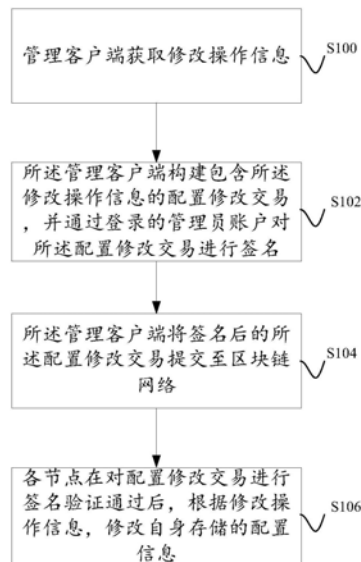 管理客户端获取修改操作信息
S100
所述管理客户端构建包含所述
修改操作信息的配置修改交易
，并通过登录的管理员账户对
所述配置修改交易进行签名
S102
所述管理客户端将签名后的所
述配置修改交易提交至区块链
网络
S104
各节点在对配置修改交易进行
签名验证通过后，根据修改操
作信息，修改自身存储的配置
信息
S106